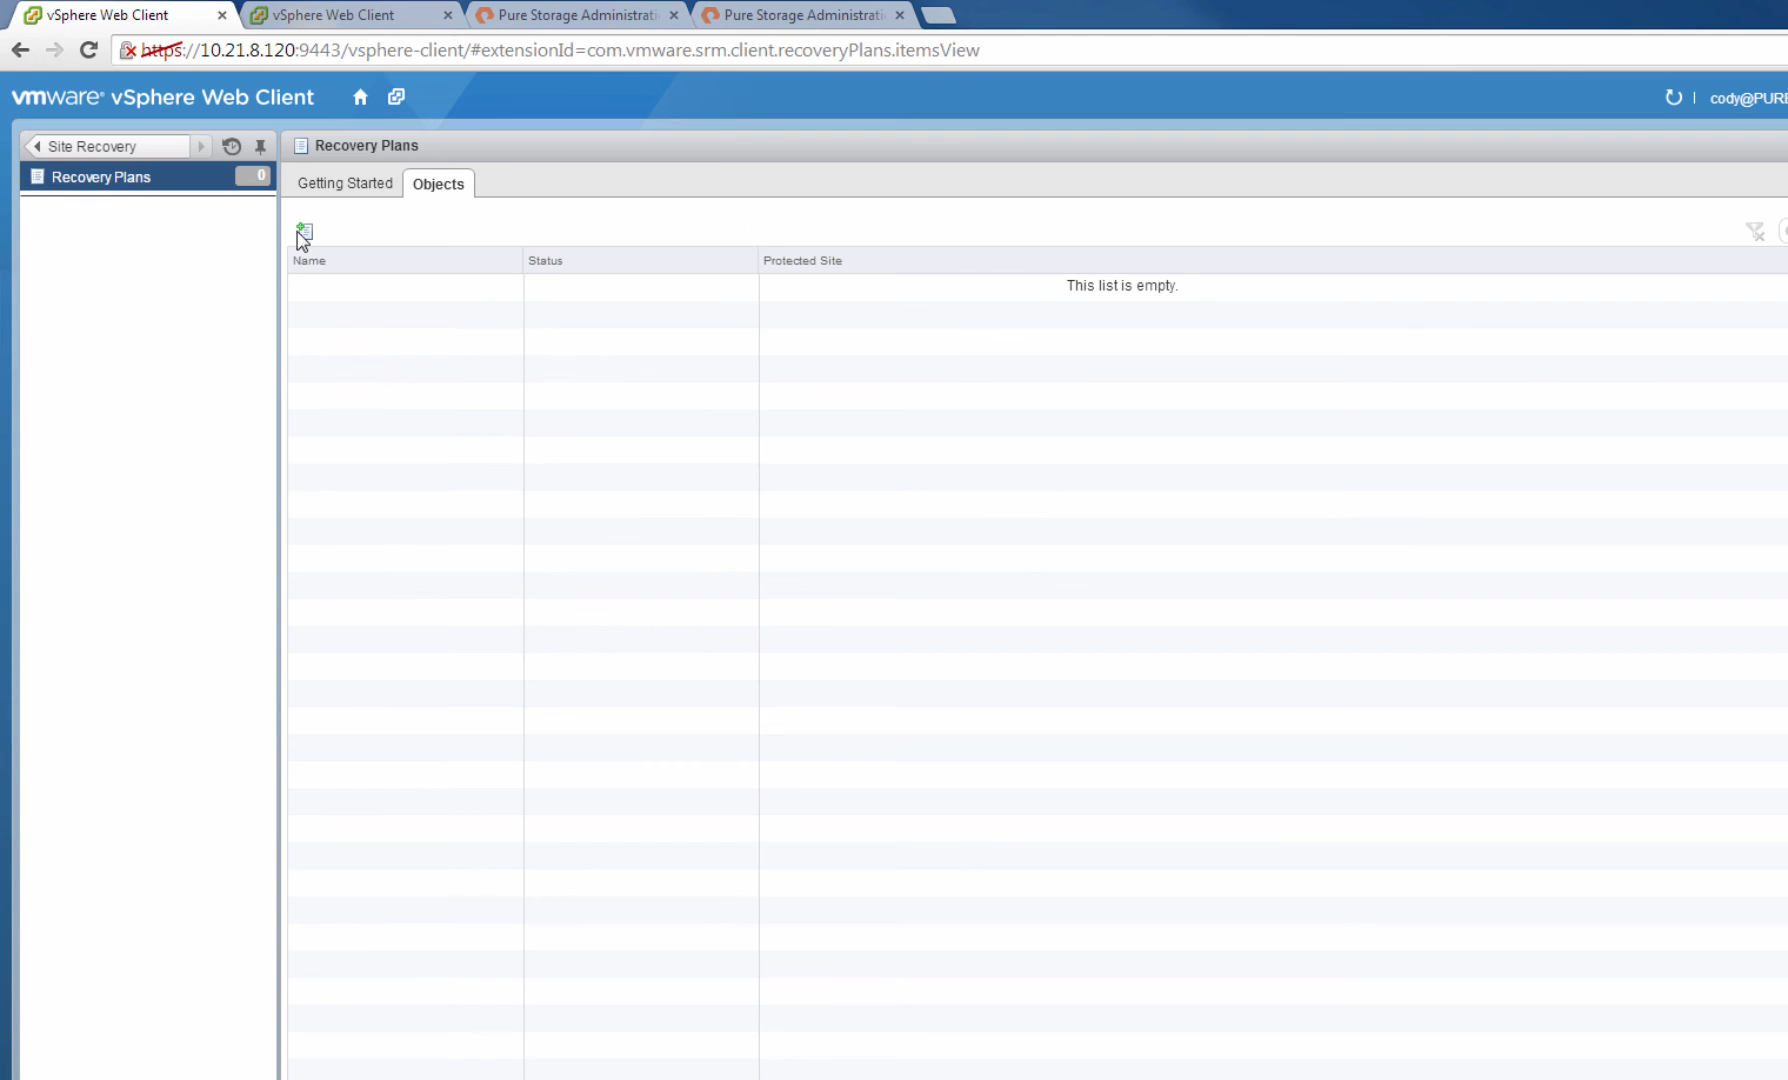 vSphere Web Client
vSphere Web Client
Pure Storage Administrati
Pure Storage Administrati
https://10.21.8.120:9443/vsphere-client/#extensionId=com.vmware.srm.client.recoveryPlans.itemsView
vmware® vSphere Web Client
cody@PURE
Site Recovery
Recovery Plans 0
Recovery Plans
Getting Started
Objects
Name
Status
Protected Site
This list is empty.